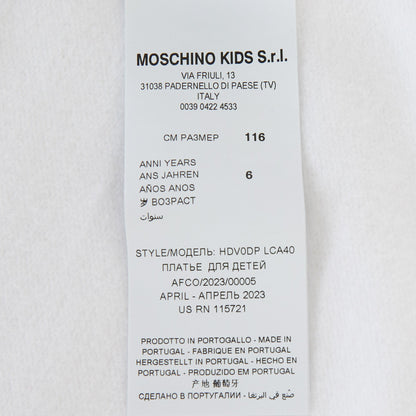 MOSCHINO KIDS S.r.l.
VIA FRIULI, 13
31038 PADERNELLO DI PAESE (TV)
ITALY
0039 0422 4533
CM РАЗМЕР 116
ANNI YEARS
ANS JAHREN 6
AÑOS ANOS
岁 ВОЗРАСТ
سنوات
STYLE/МОДЕЛЬ: HDV0DP LCA40
ПЛАТЬЕ ДЛЯ ДЕТЕЙ
AFCO/2023/00005
APRIL - АПРЕЛЬ 2023
US RN 115721
PRODOTTO IN PORTOGALLO - MADE IN
PORTUGAL - FABRIQUE EN PORTUGAL
HERGESTELLT IN PORTUGAL - HECHO EN
PORTUGAL - PRODUZIDO EM PORTUGAL
产地 葡萄牙
СДЕЛАНО В ПОРТУГАЛИИ - صنع في البرتغال